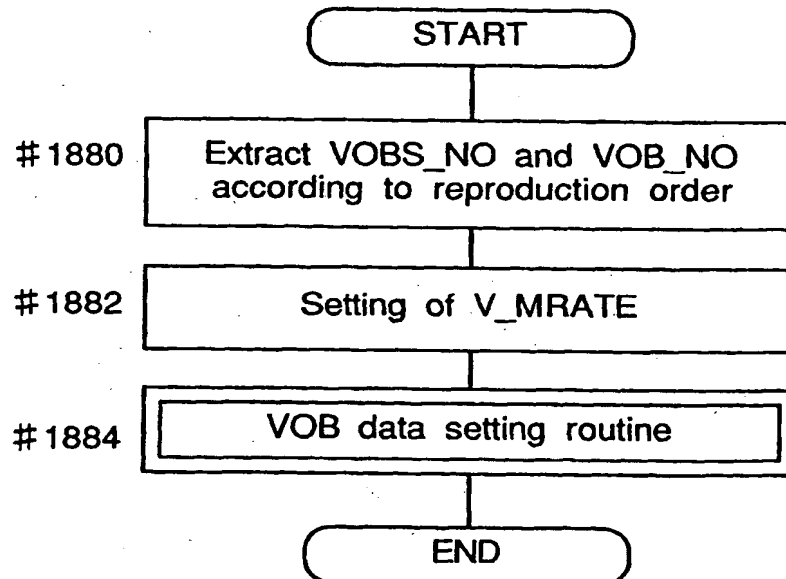 START
#1880 Extract VOBS_NO and VOB_NO
according to reproduction order
#1882 Setting of V_MRATE
#1884 VOB data setting routine
END